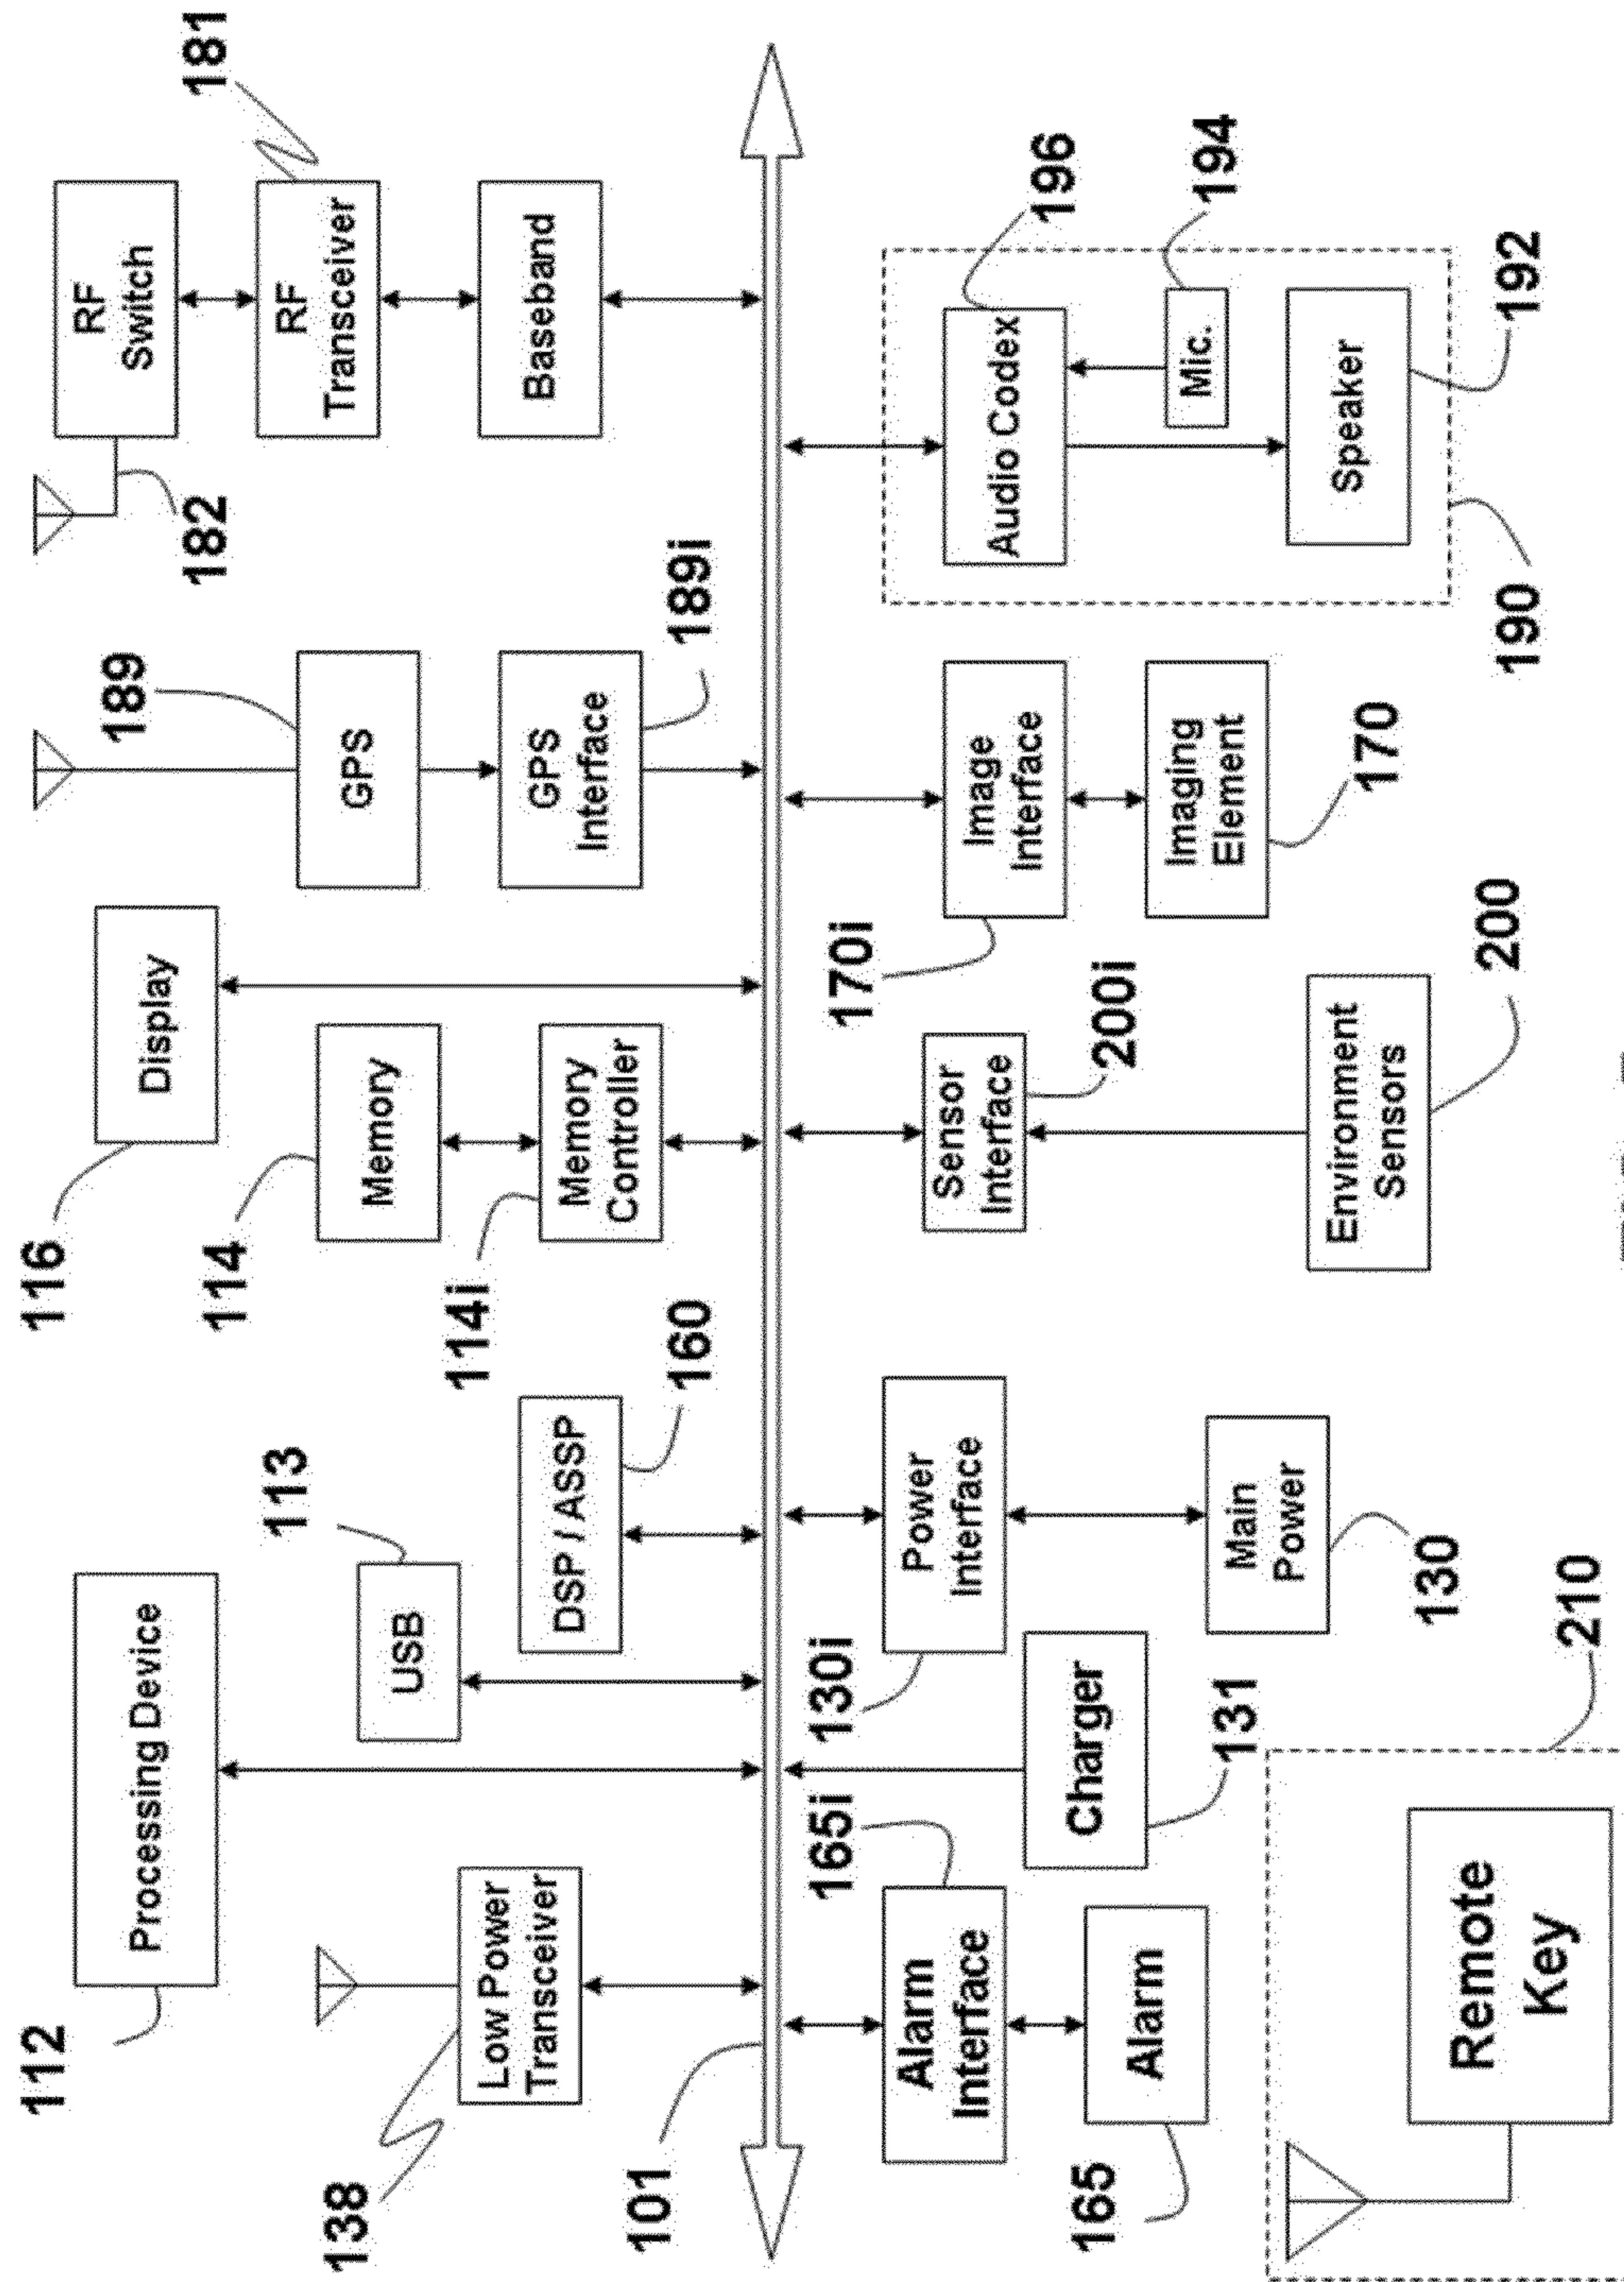 112
Processing Device
116
Display
189
182
RF
Switch
138
Low Power
Transceiver
113
USB
114
Memory
GPS
RF
Transceiver
181
DSP / ASSP
160
114i
Memory
Controller
GPS
Interface
189i
Baseband
101
165i
Alarm
Interface
130i
Power
Interface
Sensor
Interface
200i
170i
Image
Interface
Audio Codex
196
165
Alarm
Charger
131
Main
Power
130
Environment
Sensors
200
Imaging
Element
170
Mic.
194
Speaker
192
190
Remote
Key
210